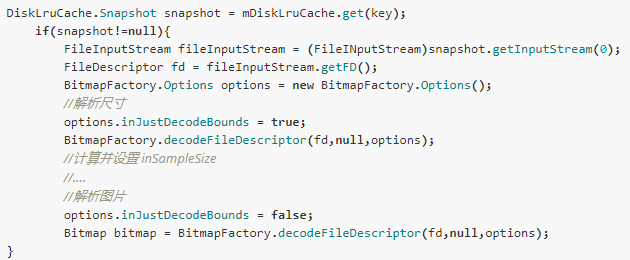 DiskLruCache.Snapshot snapshot = mDiskLruCache.get(key);
if(snapshot!=null){
FileInputStream fileInputStream = (FileINputStream)snapshot.getInputStream(0);
FileDescriptor fd = fileInputStream.getFD();
BitmapFactory.Options options = new BitmapFactory.Options();
//解析尺寸
options.inJustDecodeBounds = true;
BitmapFactory.decodeFileDescriptor(fd,null,options);
//计算并设置 inSampleSize
//....
//解析图片
options.inJustDecodeBounds = false;
Bitmap bitmap = BitmapFactory.decodeFileDescriptor(fd,null,options);
}